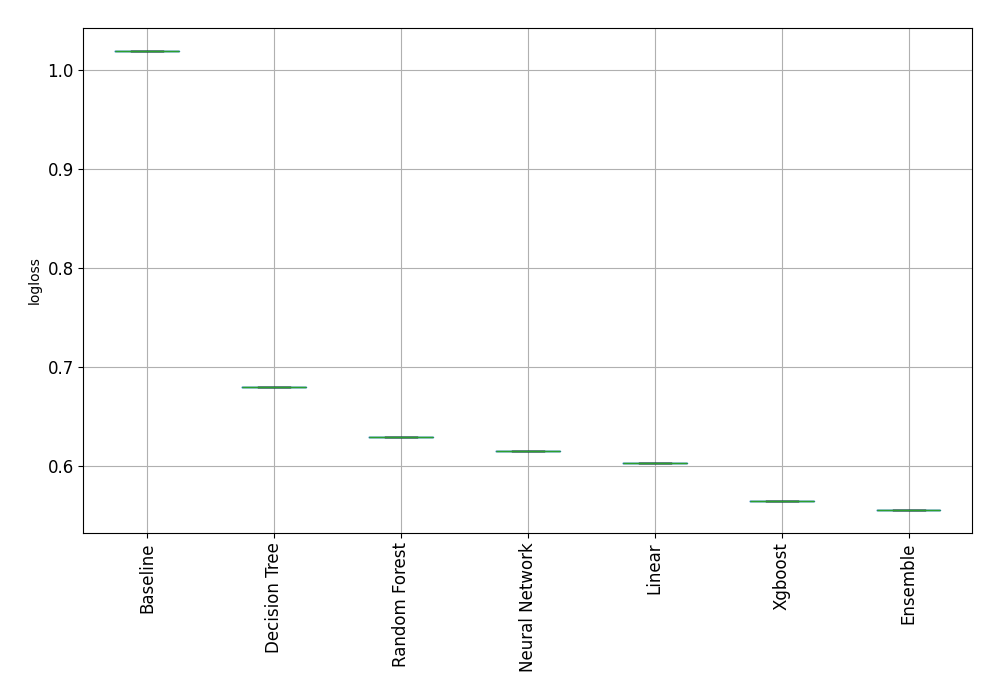 1.0
0.9
0.8
0.7
0.6
logloss
Baseline
Decision Tree
Random Forest
Neural Network
Linear
Xgboost
Ensemble